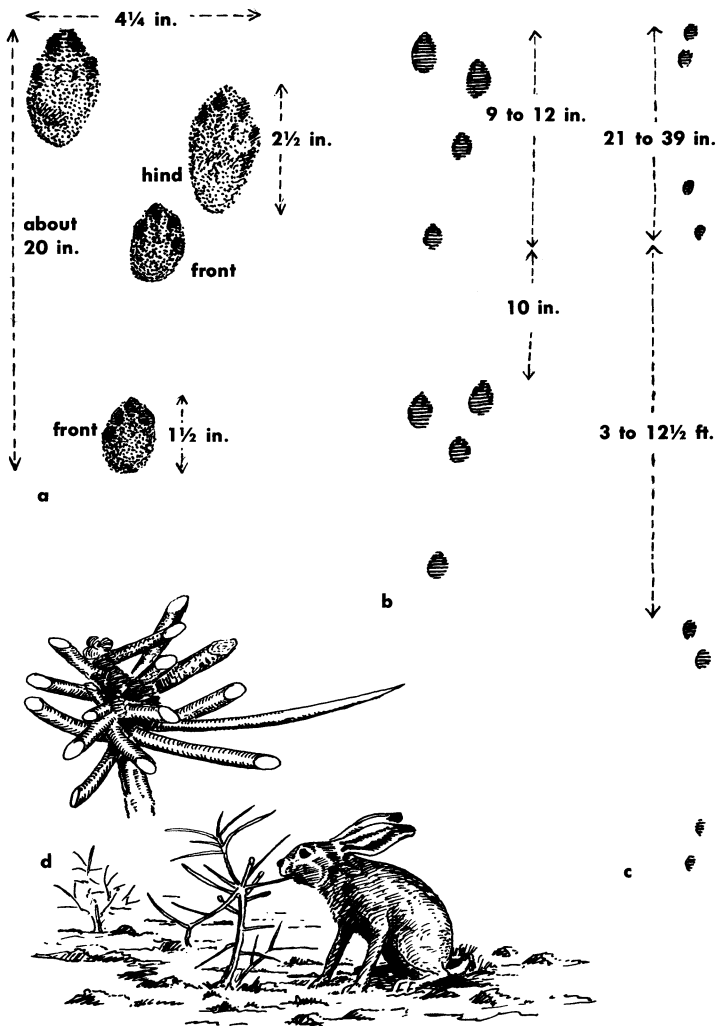 4¼ in.
9 to 12 in.
21 to 39 in.
2½ in.
hind
about
20 in.
front
10 in.
front
1½ in.
3 to 12½ ft.
a
b
d
c